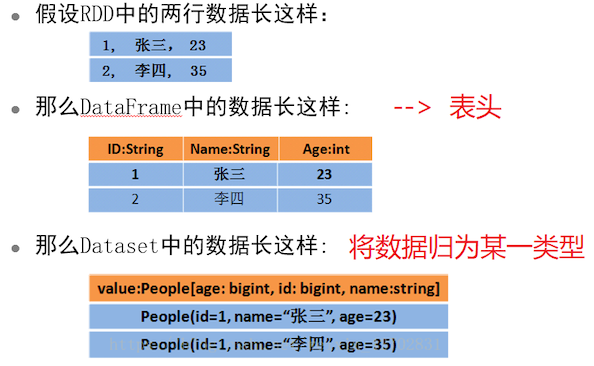 ● 假设RDD中的两行数据长这样：
1, 张三, 23
2, 李四, 35
● 那么DataFrame中的数据长这样: --> 表头
ID:String Name:String Age:int
1 张三 23
2 李四 35
● 那么Dataset中的数据长这样: 将数据归为某一类型
value:People[age: bigint, id: bigint, name:string]
People(id=1, name=“张三”, age=23)
People(id=1, name=“李四”, age=35)